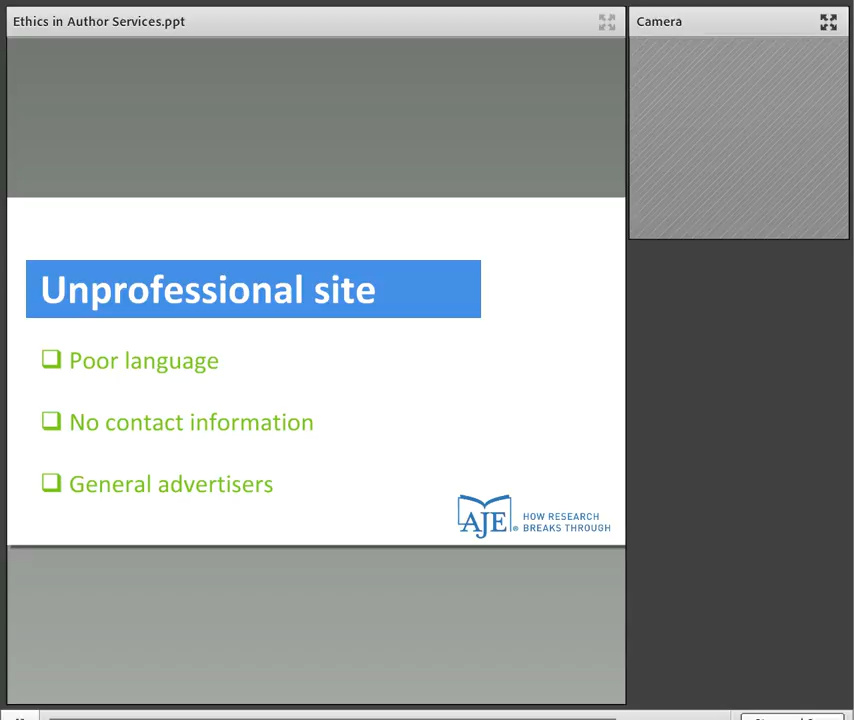 Ethics in Author Services.ppt
Camera
Unprofessional site
Poor language
No contact information
General advertisers
AJE® HOW RESEARCH
BREAKS THROUGH